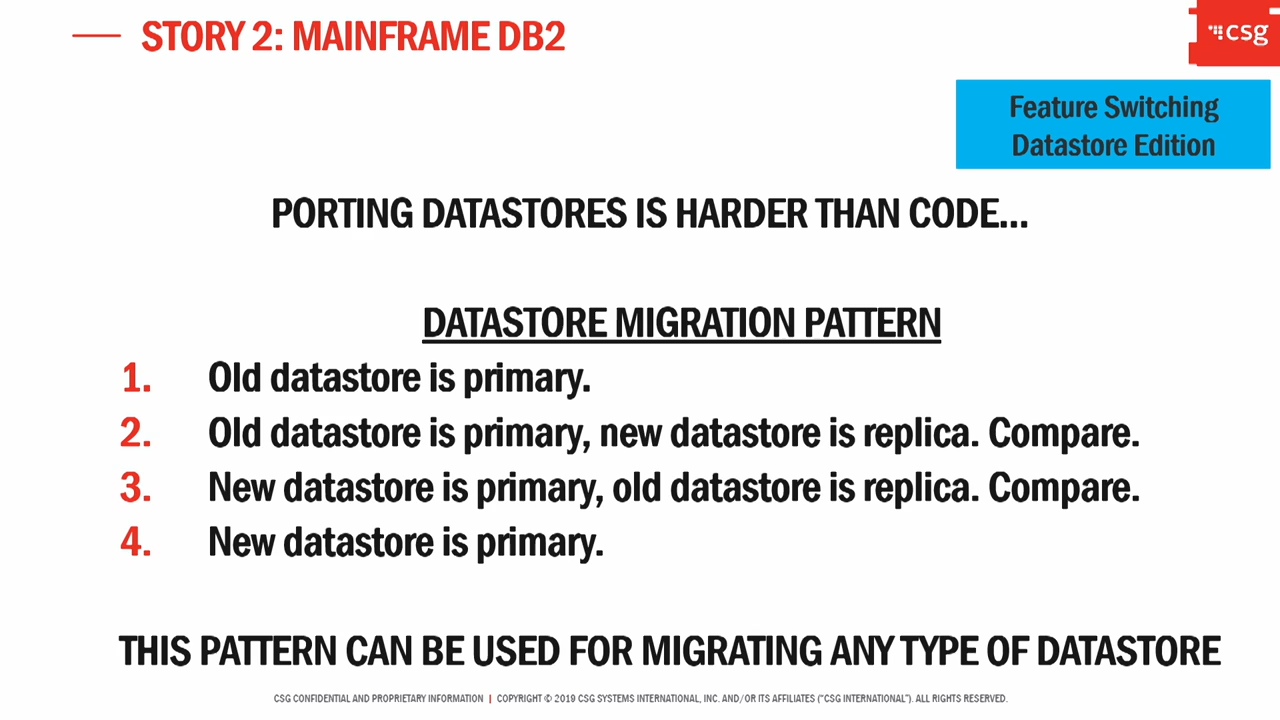 STORY 2: MAINFRAME DB2
csg
Feature Switching
Datastore Edition
PORTING DATASTORES IS HARDER THAN CODE...
DATASTORE MIGRATION PATTERN
1. Old datastore is primary.
2. Old datastore is primary, new datastore is replica. Compare.
3. New datastore is primary, old datastore is replica. Compare.
4. New datastore is primary.
THIS PATTERN CAN BE USED FOR MIGRATING ANY TYPE OF DATASTORE
CSG CONFIDENTIAL AND PROPRIETARY INFORMATION | COPYRIGHT © 2019 CSG SYSTEMS INTERNATIONAL, INC. AND/OR ITS AFFILIATES (“CSG INTERNATIONAL”). ALL RIGHTS RESERVED.